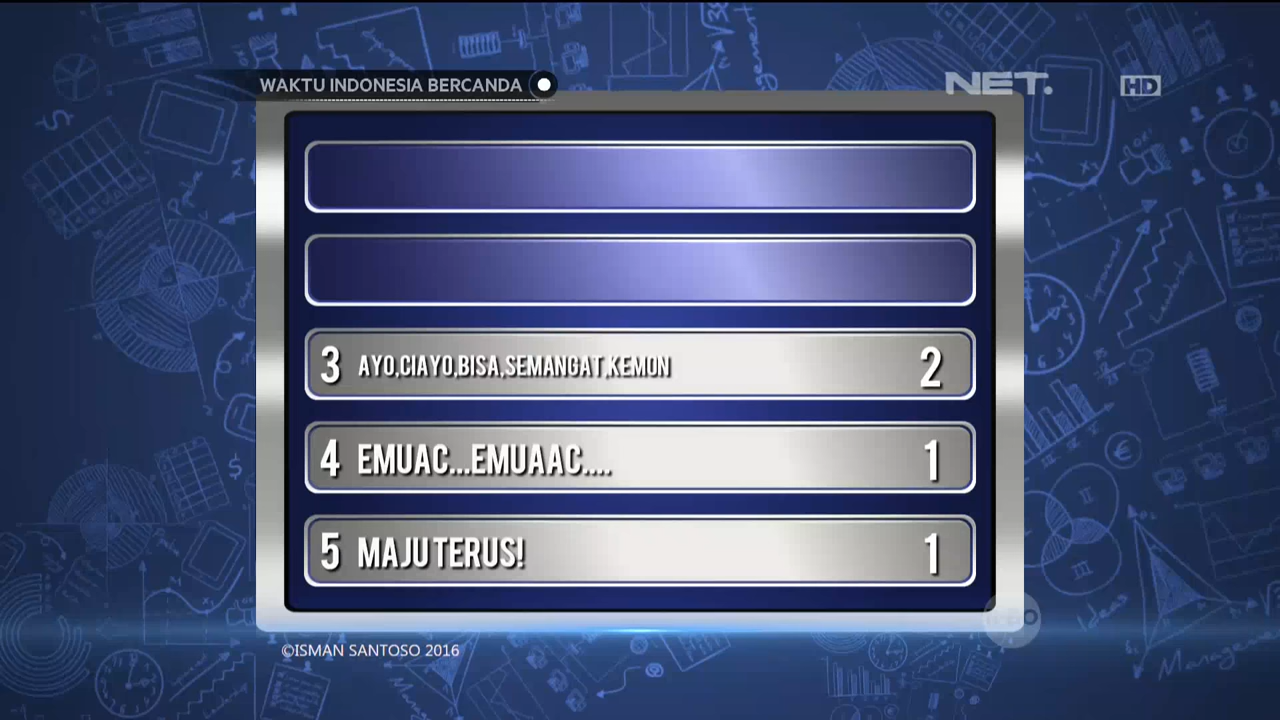 WAKTU INDONESIA BERCANDA
NET.
HD
3 AYO,CIAYO,BISA,SEMANGAT,KEMON 2
4 EMUAC...EMUAAC.... 1
5 MAJU TERUS! 1
©ISMAN SANTOSO 2016